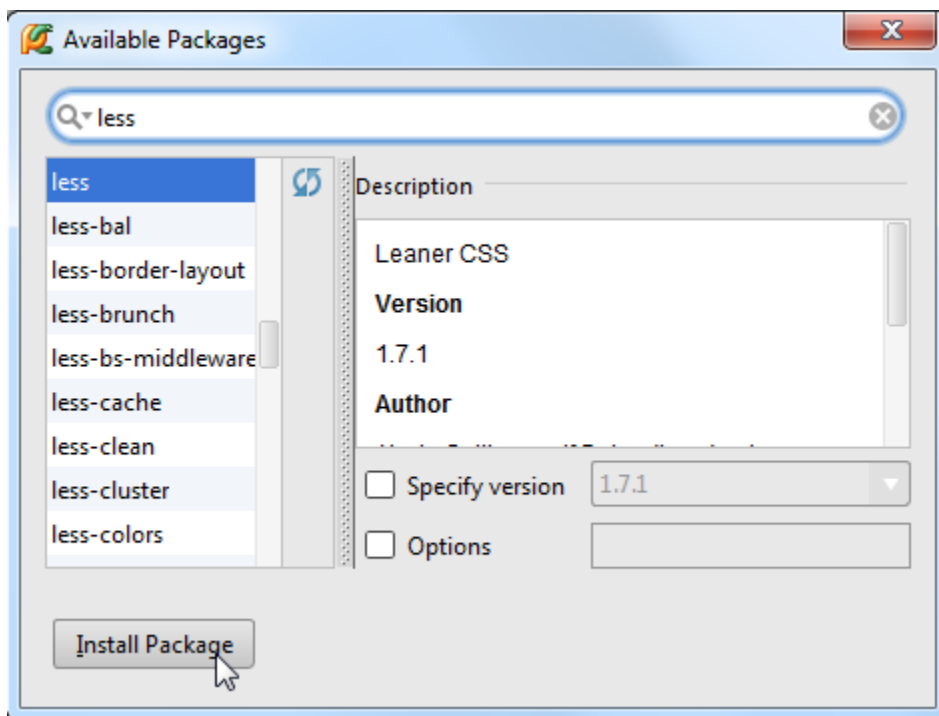 Available Packages
less
less
less-bal
less-border-layout
less-brunch
less-bs-middleware
less-cache
less-clean
less-cluster
less-colors
Description
Leaner CSS
Version
1.7.1
Author
Specify version 1.7.1
Options
Install Package